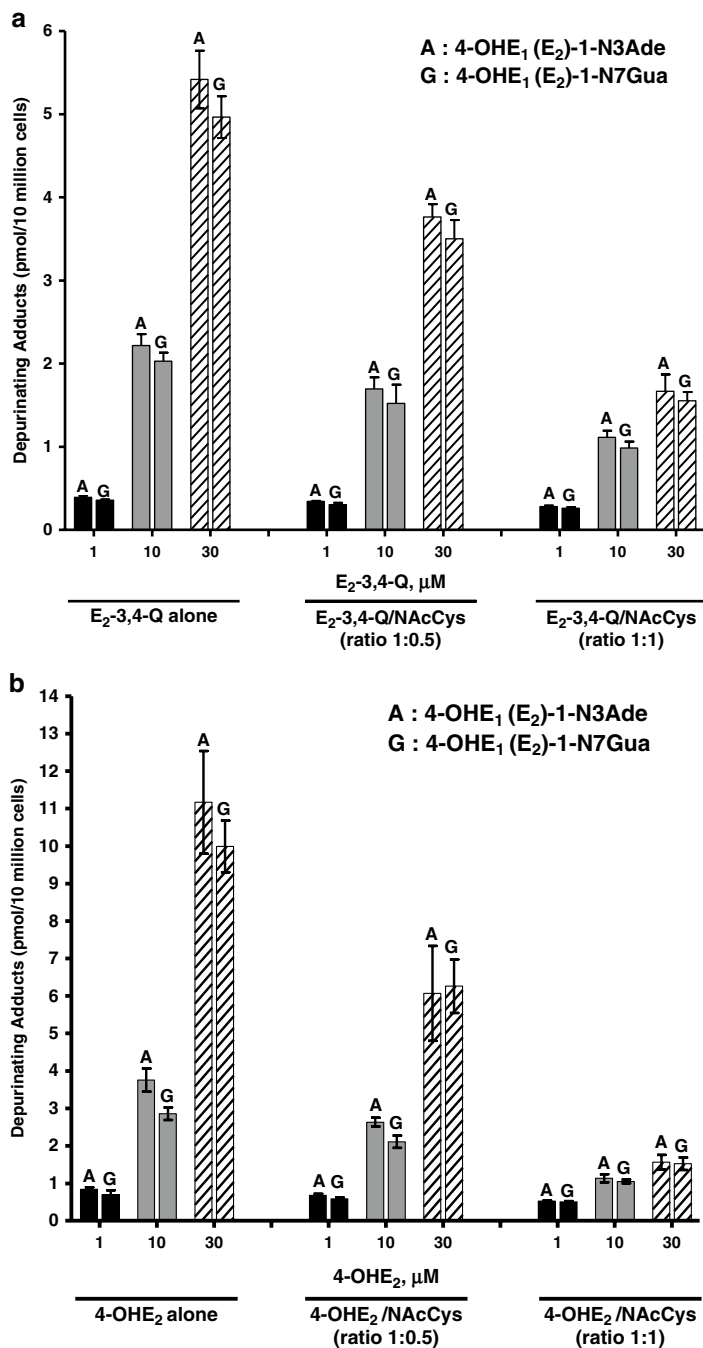 a
A : 4-OHE₁ (E₂)-1-N3Ade
G : 4-OHE₁ (E₂)-1-N7Gua
Depurinating Adducts (pmol/10 million cells)
6
5
4
3
2
1
0
A G A G A G A G A G A G A G A G A G
1 10 30 1 10 30 1 10 30
E₂-3,4-Q, μM
E₂-3,4-Q alone E₂-3,4-Q/NAcCys E₂-3,4-Q/NAcCys
(ratio 1:0.5) (ratio 1:1)
b
A : 4-OHE₁ (E₂)-1-N3Ade
G : 4-OHE₁ (E₂)-1-N7Gua
Depurinating Adducts (pmol/10 million cells)
14
13
12
11
10
9
8
7
6
5
4
3
2
1
0
A G A G A G A G A G A G A G A G A G
1 10 30 1 10 30 1 10 30
4-OHE₂, μM
4-OHE₂ alone 4-OHE₂ /NAcCys 4-OHE₂ /NAcCys
(ratio 1:0.5) (ratio 1:1)